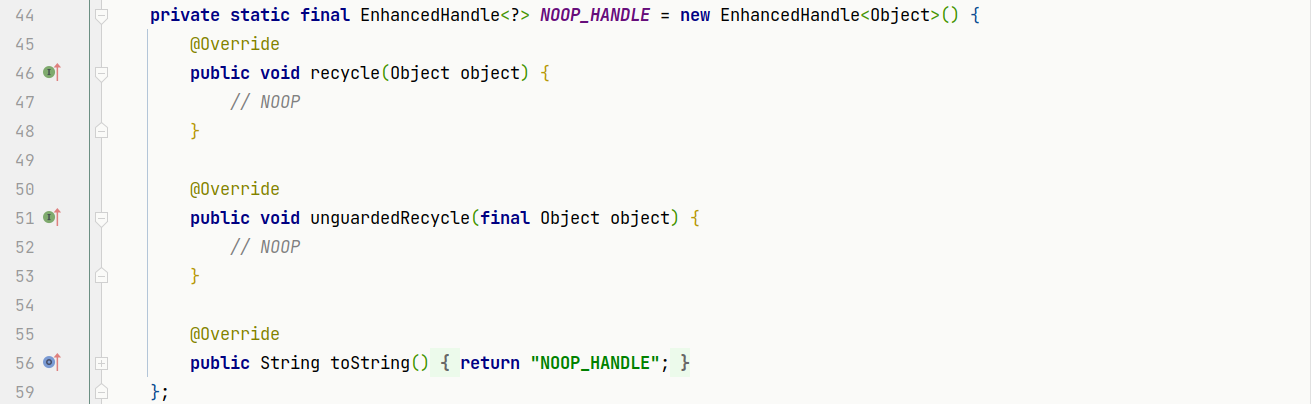 44 private static final EnhancedHandle<?> NOOP_HANDLE = new EnhancedHandle<Object>() {
45 @Override
46 public void recycle(Object object) {
47 // NOOP
48 }
49
50 @Override
51 public void unguardedRecycle(final Object object) {
52 // NOOP
53 }
54
55 @Override
56 public String toString() { return "NOOP_HANDLE"; }
59 };